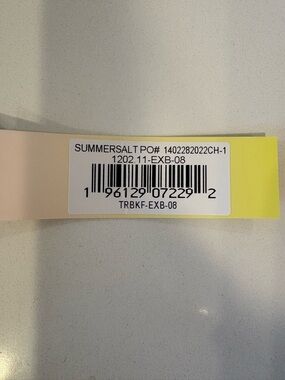 SUMMERSALT PO# 1402282022CH-1
1202 11-EXB-08
1 96129 07229 2
TRBKF-EXB-08